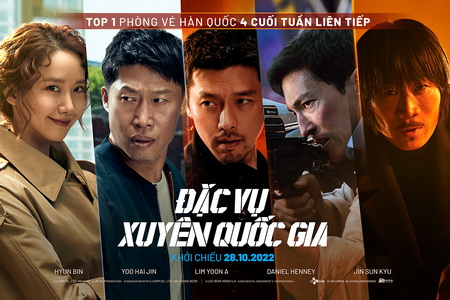 TOP 1 PHÒNG VÉ HÀN QUỐC 4 CUỐI TUẦN LIÊN TIẾP
ĐẶC VỤ
XUYÊN QUỐC GIA
KHỞI CHIẾU 28.10.2022
HYUN BIN YOO HAI JIN LIM YOON A DANIEL HENNEY JIN SUN KYU